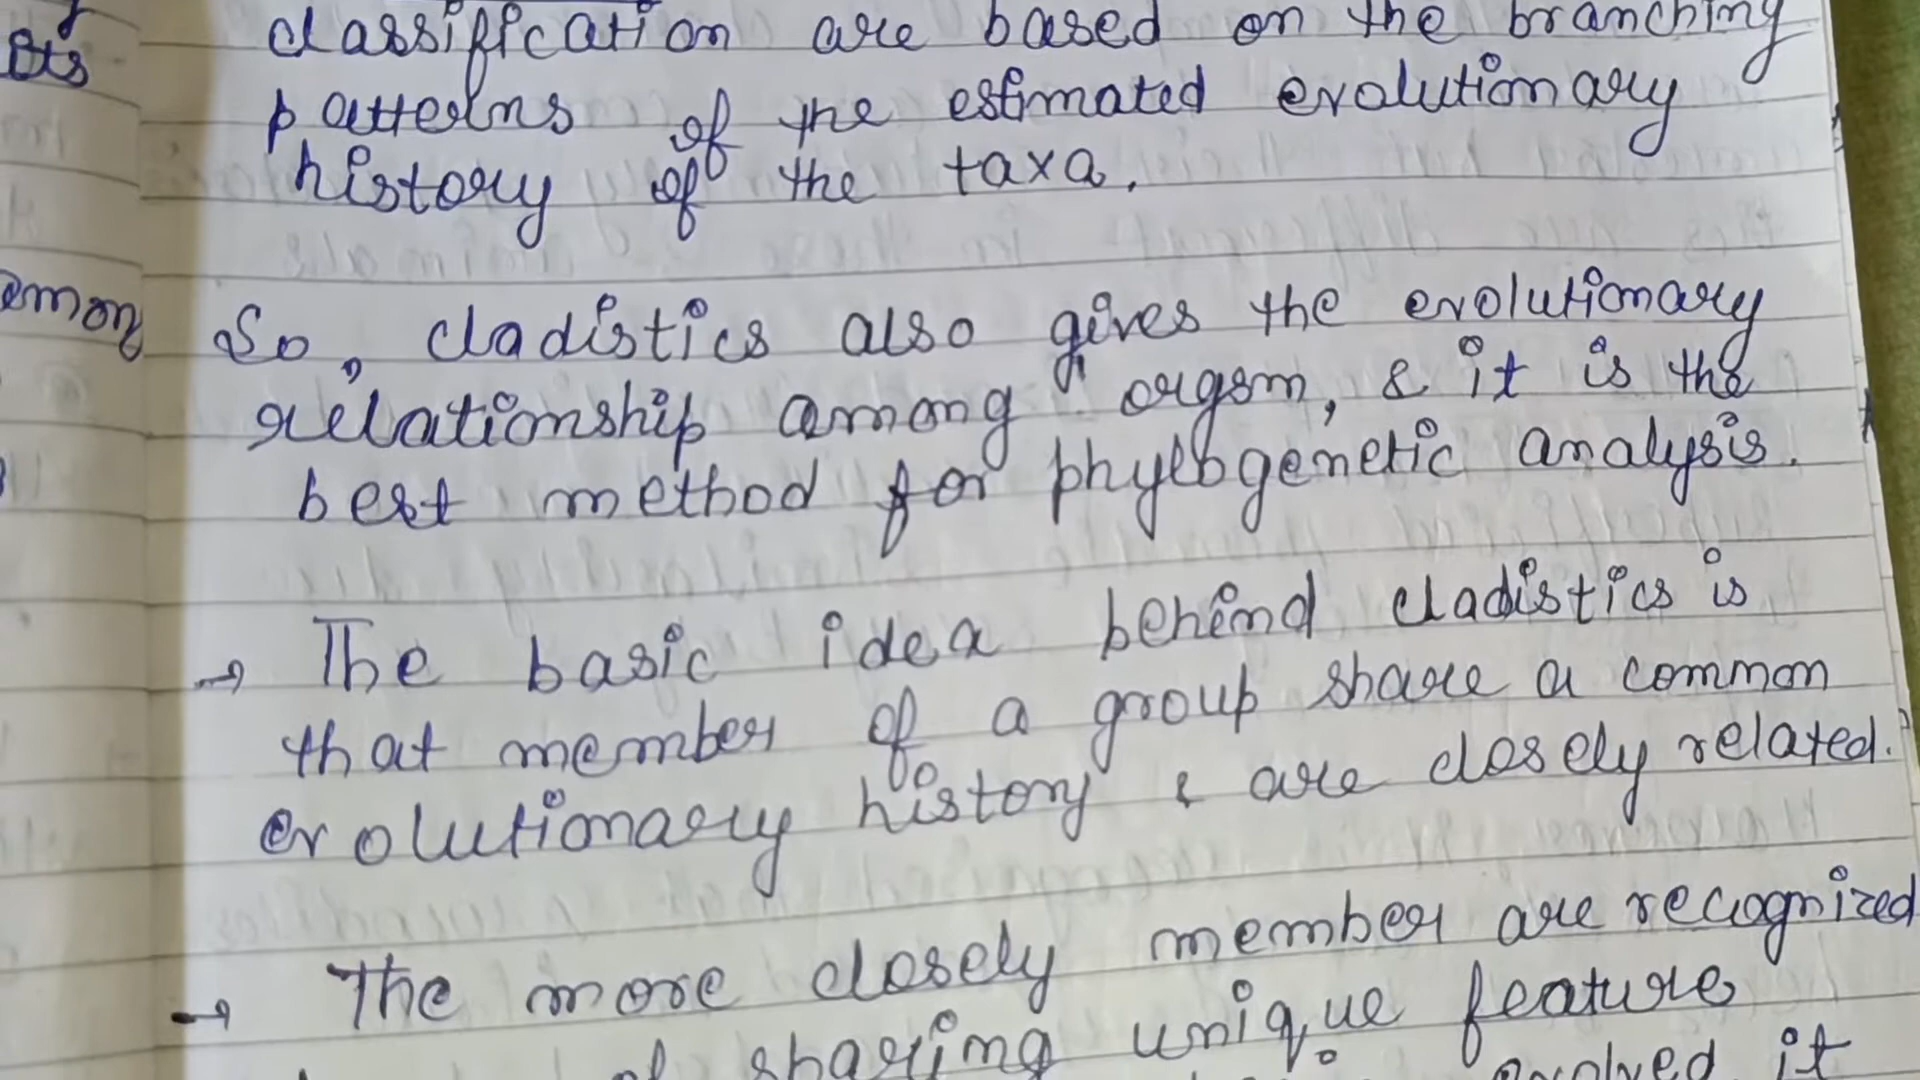 classification are based on the branching
patterns of the estimated evolutionary
history of the taxa.
So, cladistics also gives the evolutionary
relationship among orgsm, & it is the
best method for phylogenetic analysis.
→ The basic idea behind cladistics is
that member of a group share a common
evolutionary history & are closely related.
→ The more closely member are recognized
of sharing unique feature
evolved it